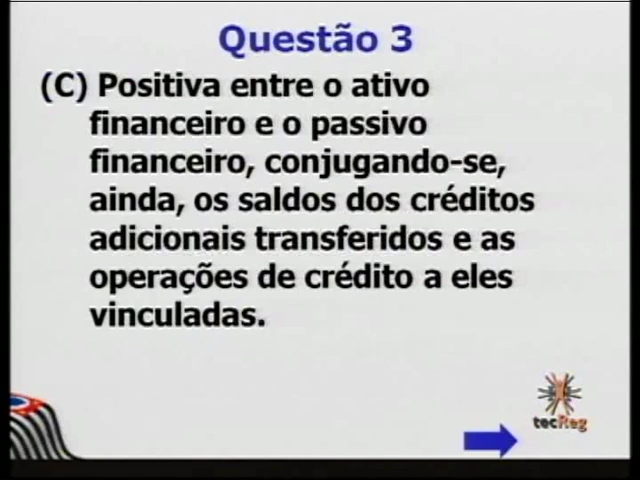 Questão 3
(C) Positiva entre o ativo
financeiro e o passivo
financeiro, conjugando-se,
ainda, os saldos dos créditos
adicionais transferidos e as
operações de crédito a eles
vinculadas.
tecReg